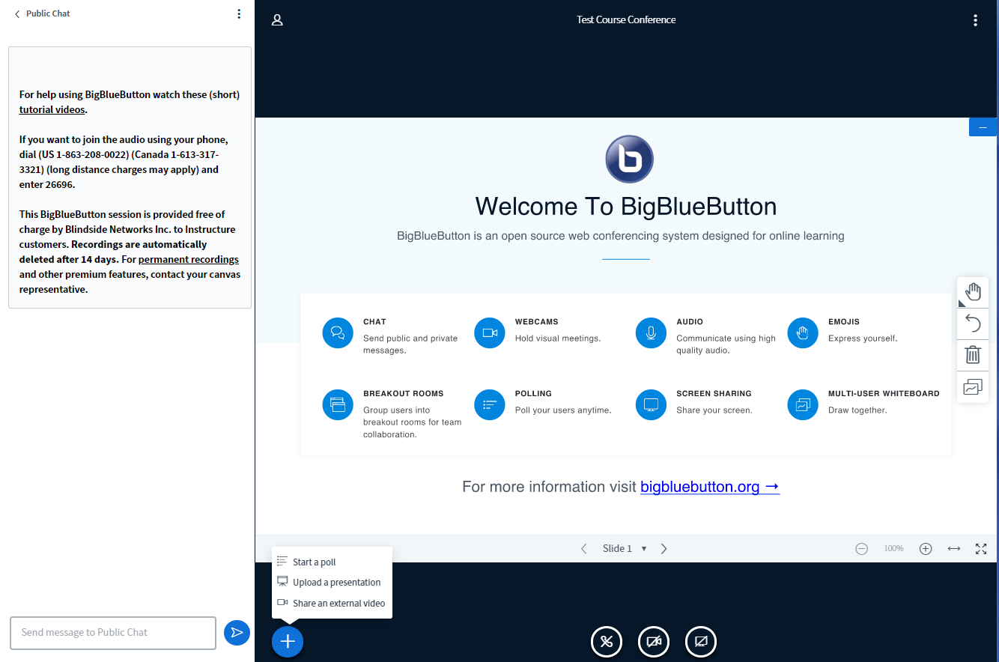 Public Chat
For help using BigBlueButton watch these (short)
tutorial videos.
If you want to join the audio using your phone,
dial (US 1-863-208-0022) (Canada 1-613-317-
3321) (long distance charges may apply) and
enter 26696.
This BigBlueButton session is provided free of
charge by Blindside Networks Inc. to Instructure
customers. Recordings are automatically
deleted after 14 days. For permanent recordings
and other premium features, contact your canvas
representative.
Send message to Public Chat
Test Course Conference
b
Welcome To BigBlueButton
BigBlueButton is an open source web conferencing system designed for online learning
CHAT
Send public and private
messages.
WEBCAMS
Hold visual meetings.
AUDIO
Communicate using high
quality audio.
EMOJIS
Express yourself.
BREAKOUT ROOMS
Group users into
breakout rooms for team
collaboration.
POLLING
Poll your users anytime.
SCREEN SHARING
Share your screen.
MULTI-USER WHITEBOARD
Draw together.
For more information visit bigbluebutton.org →
Slide 1
100%
Start a poll
Upload a presentation
Share an external video